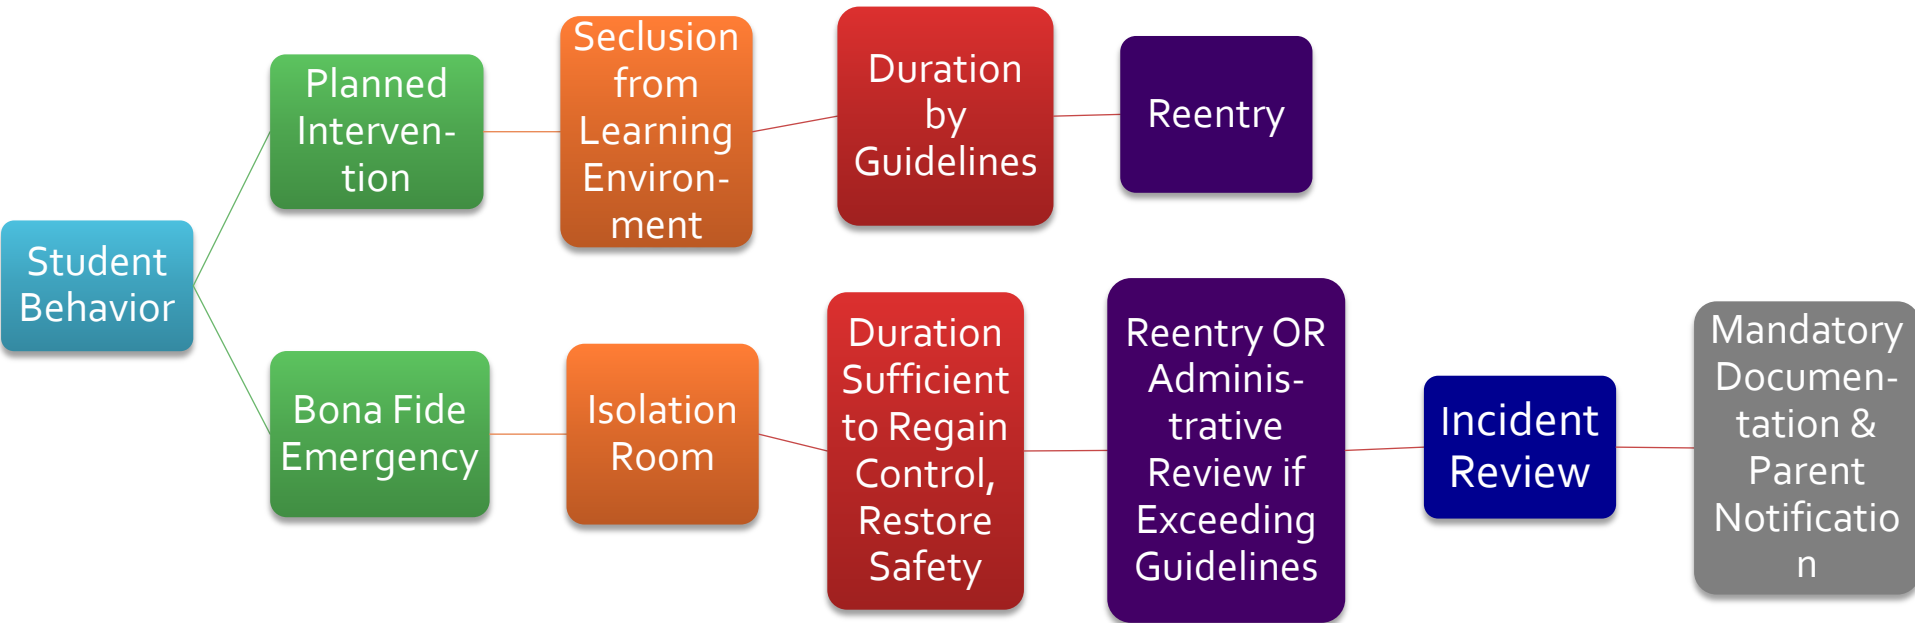 Student
Behavior
Planned
Interven-
tion
Seclusion
from
Learning
Environ-
ment
Duration
by
Guidelines
Reentry
Bona Fide
Emergency
Isolation
Room
Duration
Sufficient
to Regain
Control,
Restore
Safety
Reentry OR
Adminis-
trative
Review if
Exceeding
Guidelines
Incident
Review
Mandatory
Documen-
tation &
Parent
Notificatio
n